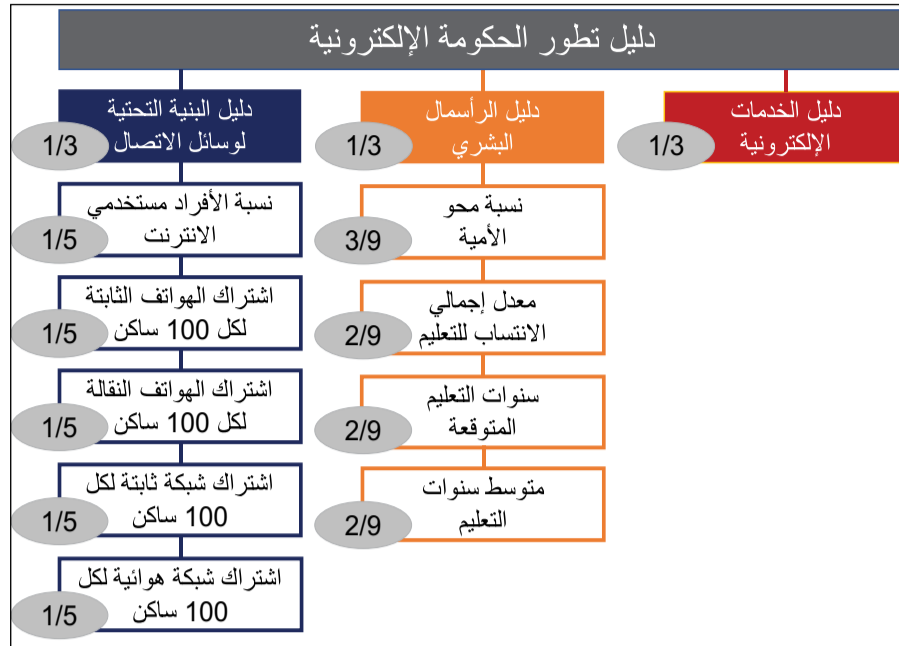 دليل تطور الحكومة الإلكترونية
دليل الخدمات
الإلكترونية
1/3
دليل الرأسمال
البشري
1/3
نسبة محو
الأمية
3/9
معدل إجمالي
الانتساب للتعليم
2/9
سنوات التعليم
المتوقعة
2/9
متوسط سنوات
التعليم
2/9
دليل البنية التحتية
لوسائل الاتصال
1/3
نسبة الأفراد مستخدمي
الانترنت
1/5
اشتراك الهواتف الثابتة
لكل 100 ساكن
1/5
اشتراك الهواتف النقالة
لكل 100 ساكن
1/5
اشتراك شبكة ثابتة لكل
100 ساكن
1/5
اشتراك شبكة هوائية لكل
100 ساكن
1/5